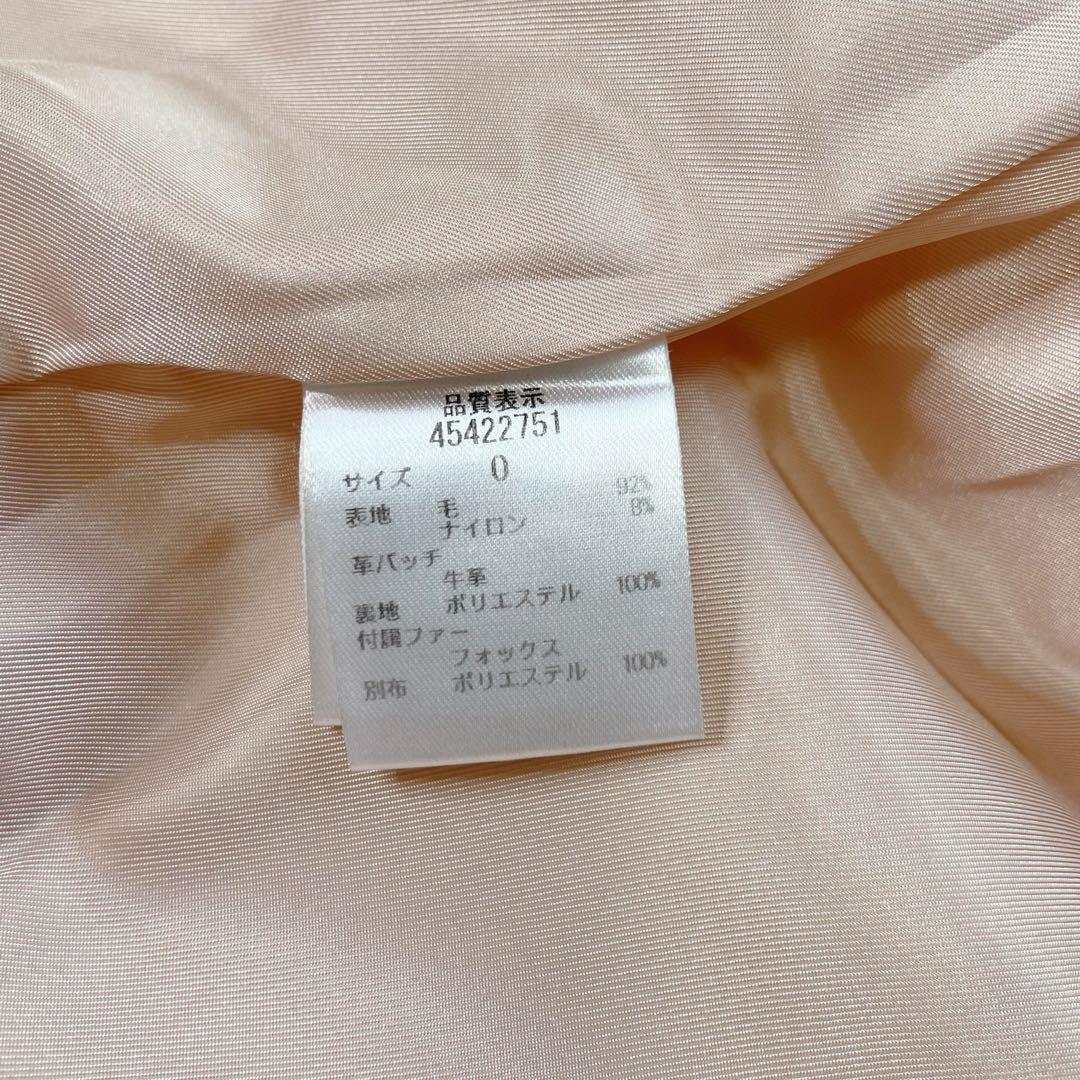 品質表示
45422751
サイズ 0
表地 毛 92%
ナイロン 8%
革パッチ
牛革
裏地 ポリエステル 100%
付属ファー
フォックス
別布 ポリエステル 100%